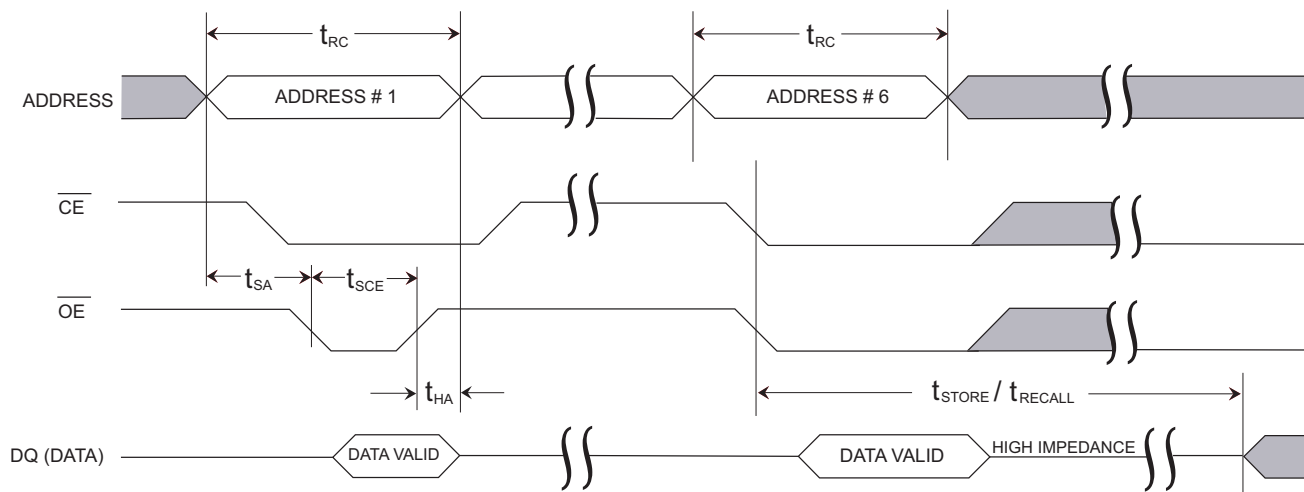 tRC tRC
ADDRESS ADDRESS # 1 ADDRESS # 6
CE
tSA tSCE
OE
tHA tSTORE / tRECALL
DQ (DATA) DATA VALID DATA VALID HIGH IMPEDANCE